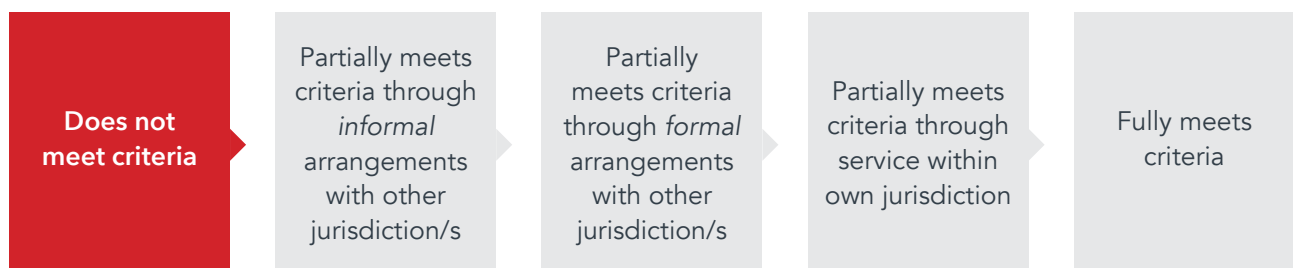 Does not
meet criteria
Partially meets
criteria through
informal
arrangements
with other
jurisdiction/s
Partially
meets criteria
through formal
arrangements
with other
jurisdiction/s
Partially meets
criteria through
service within
own jurisdiction
Fully meets
criteria